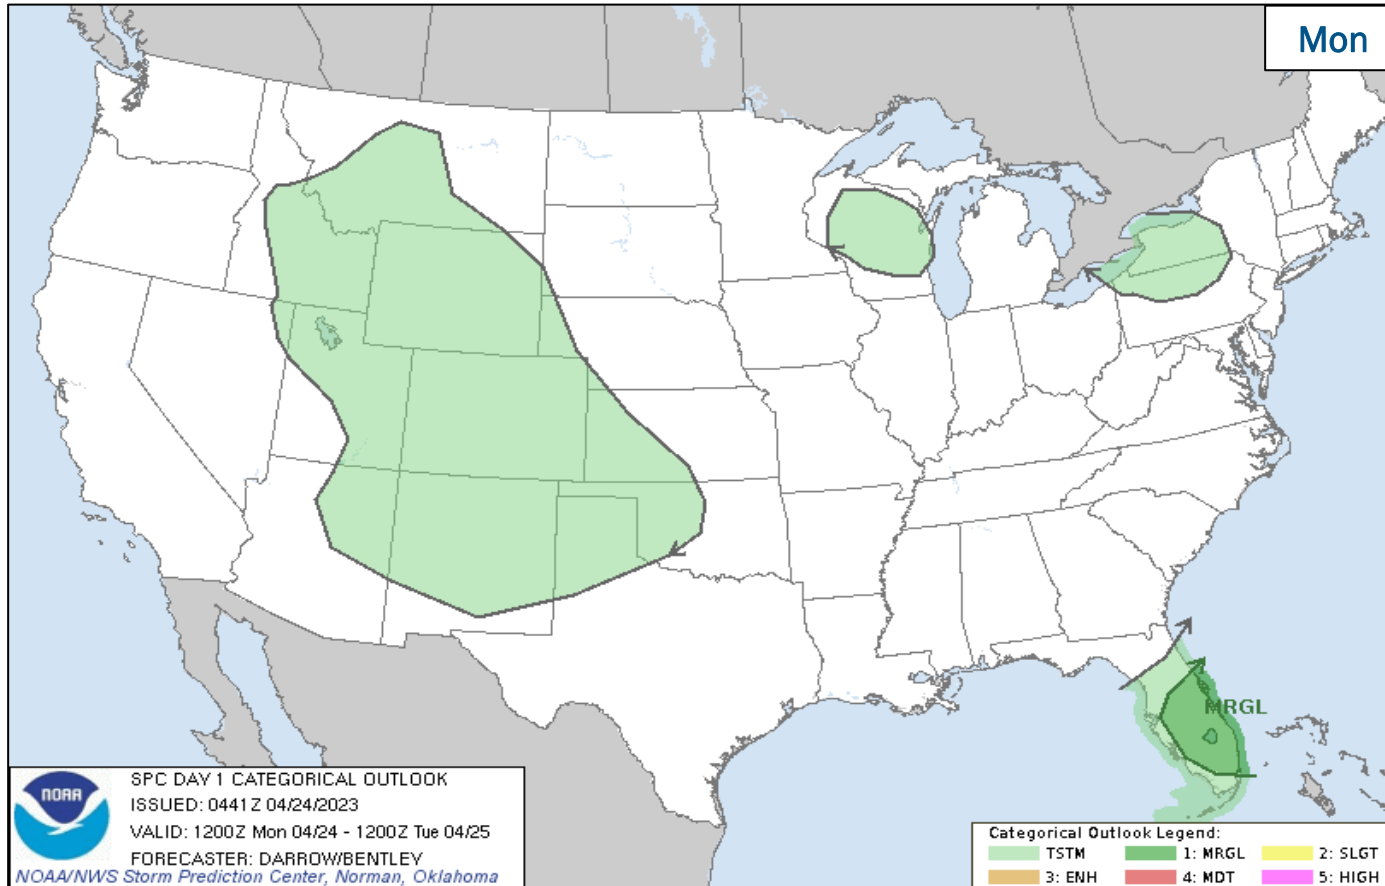 Mon
MRGL
NOAA
SPC DAY 1 CATEGORICAL OUTLOOK
ISSUED: 0441Z 04/24/2023
VALID: 1200Z Mon 04/24 - 1200Z Tue 04/25
FORECASTER: DARROW/BENTLEY
NOAA/NWS Storm Prediction Center, Norman, Oklahoma
Categorical Outlook Legend:
TSTM 1: MRGL 2: SLGT
3: ENH 4: MDT 5: HIGH